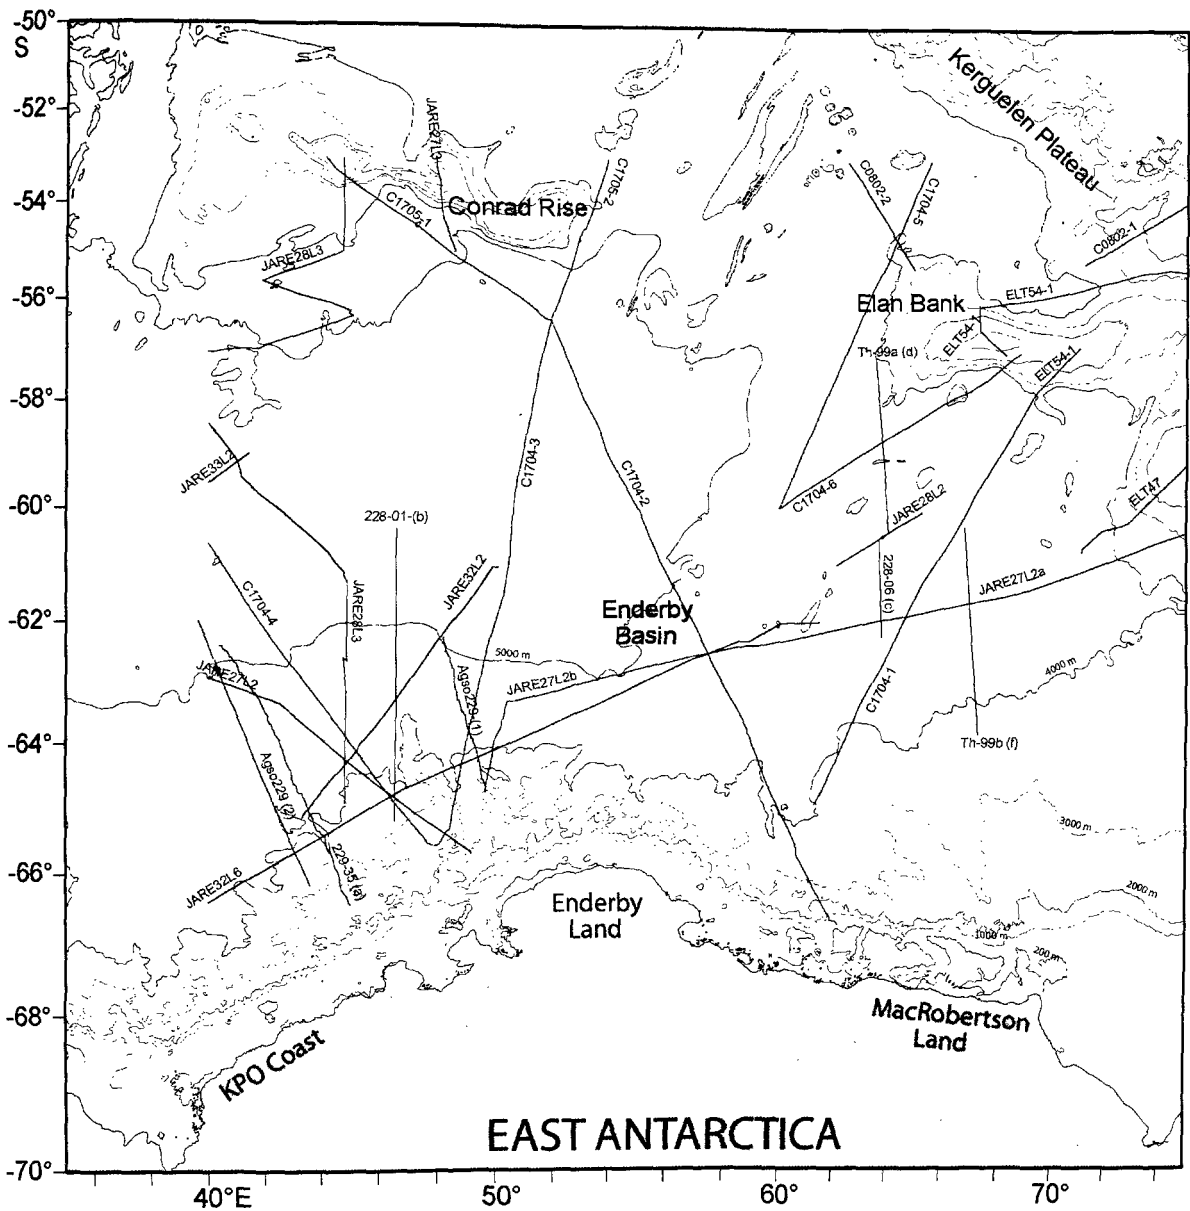 -50°
S
-52°
-54°
-56°
-58°
-60°
-62°
-64°
-66°
-68°
-70°
40°E
50°
60°
70°
Kerguelen Plateau
JARE27L3
C1705-2
C0802-2
C1704-5
Conrad Rise
C1705-1
C0802-1
JARE28L3
ELT54-1
Elan Bank
ELT54-1
Th-99a (d)
ELT54-1
C1704-3
C1704-2
JARE33L2
C1704-6
JARE28L2
ELT47
228-01-(b)
C1704-4
JARE28L3
JARE32L2
228-06 (c)
JARE27L2a
Enderby
Basin
5000 m
4000 m
JARE27L2
Agso229-(1)
JARE27L2b
C1704-1
Th-99b (f)
Agso229 (2)
3000 m
229-35 (a)
JARE32L6
2000 m
1000 m
200 m
Enderby
Land
MacRobertson
Land
KPO Coast
EAST ANTARCTICA